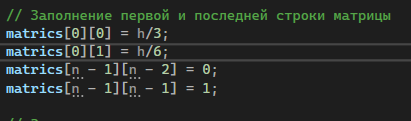 // Заполнение первой и последней строки матрицы
matrics[0][0] = h/3;
matrics[0][1] = h/6;
matrics[n - 1][n - 2] = 0;
matrics[n - 1][n - 1] = 1;